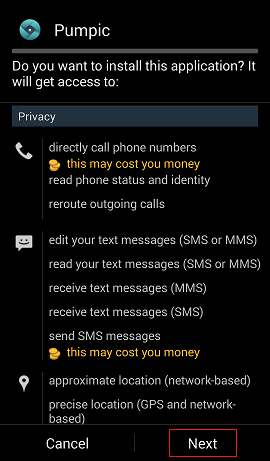 Pumpic
Do you want to install this application? It
will get access to:
Privacy
directly call phone numbers
this may cost you money
read phone status and identity
reroute outgoing calls
edit your text messages (SMS or MMS)
read your text messages (SMS or MMS)
receive text messages (MMS)
receive text messages (SMS)
send SMS messages
this may cost you money
approximate location (network-based)
precise location (GPS and network-
based)
Cancel
Next